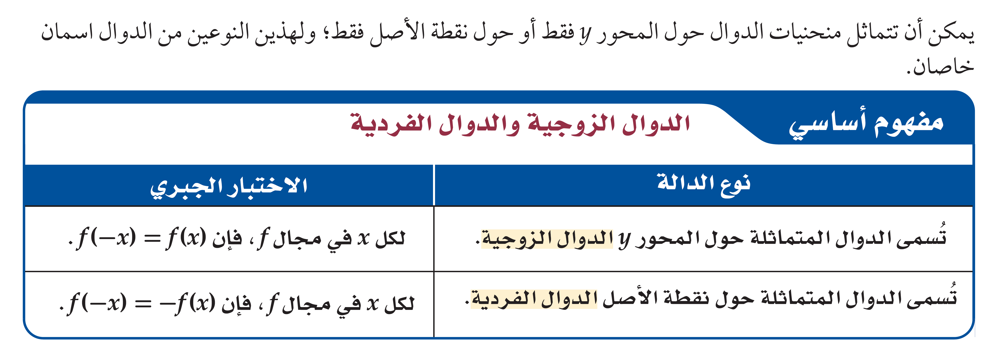 يمكن أن تتماثل منحنيات الدوال حول المحور y فقط أو حول نقطة الأصل فقط؛ ولهذين النوعين من الدوال اسمان
خاصان.
مفهوم أساسي
الدوال الزوجية والدوال الفردية
نوع الدالة
الاختبار الجبري
تُسمى الدوال المتماثلة حول المحور y الدوال الزوجية.
لكل x في مجال f، فإن f(−x) = f(x).
تُسمى الدوال المتماثلة حول نقطة الأصل الدوال الفردية.
لكل x في مجال f، فإن f(−x) = −f(x).